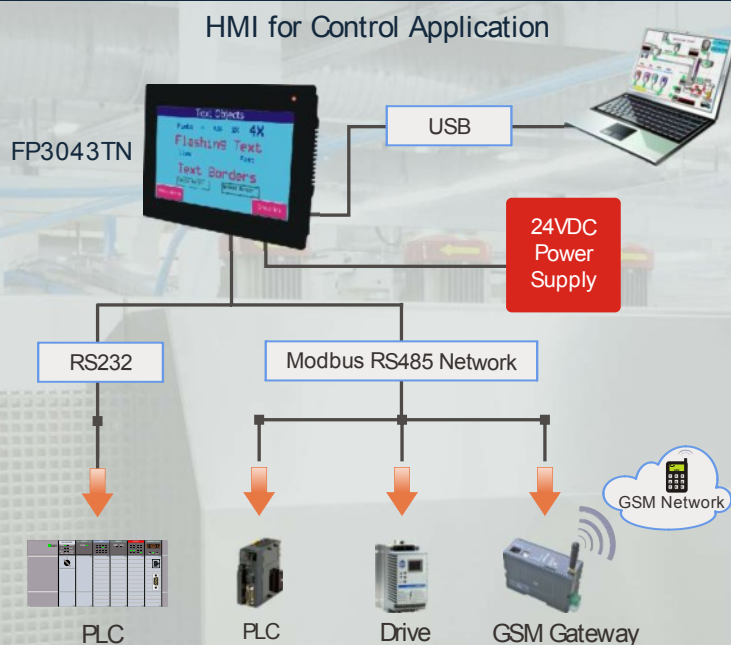 HMI for Control Application
FP3043TN
Text Objects
4X
Flashing Text
Text Borders
USB
24VDC
Power
Supply
RS232
Modbus RS485 Network
GSM Network
PLC
PLC
Drive
GSM Gateway